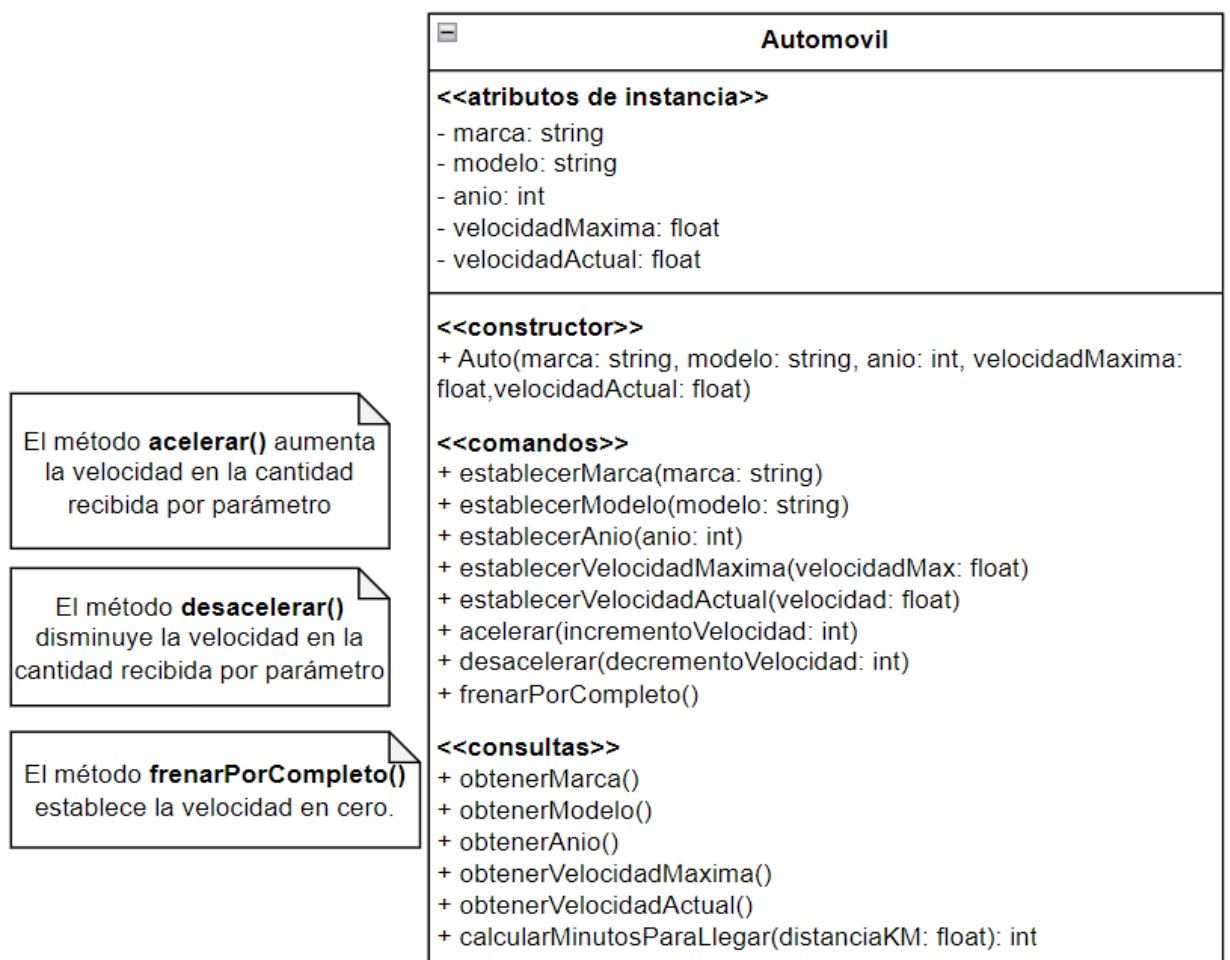 Automovil
<<atributos de instancia>>
- marca: string
- modelo: string
- anio: int
- velocidadMaxima: float
- velocidadActual: float
<<constructor>>
+ Auto(marca: string, modelo: string, anio: int, velocidadMaxima:
float,velocidadActual: float)
<<comandos>>
+ establecerMarca(marca: string)
+ establecerModelo(modelo: string)
+ establecerAnio(anio: int)
+ establecerVelocidadMaxima(velocidadMax: float)
+ establecerVelocidadActual(velocidad: float)
+ acelerar(incrementoVelocidad: int)
+ desacelerar(decrementoVelocidad: int)
+ frenarPorCompleto()
<<consultas>>
+ obtenerMarca()
+ obtenerModelo()
+ obtenerAnio()
+ obtenerVelocidadMaxima()
+ obtenerVelocidadActual()
+ calcularMinutosParaLlegar(distanciaKM: float): int
El método acelerar() aumenta
la velocidad en la cantidad
recibida por parámetro
El método desacelerar()
disminuye la velocidad en la
cantidad recibida por parámetro
El método frenarPorCompleto()
establece la velocidad en cero.